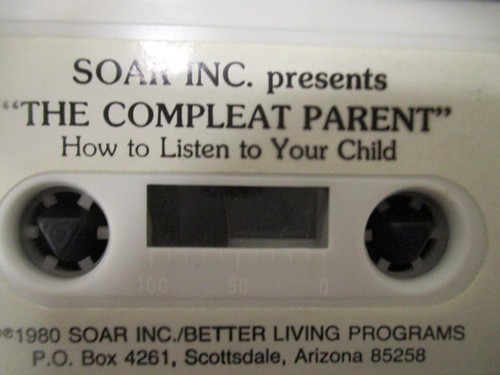 SOAR INC. presents
"THE COMPLEAT PARENT"
How to Listen to Your Child
100 50 0
℗©1980 SOAR INC./BETTER LIVING PROGRAMS
P.O. Box 4261, Scottsdale, Arizona 85258